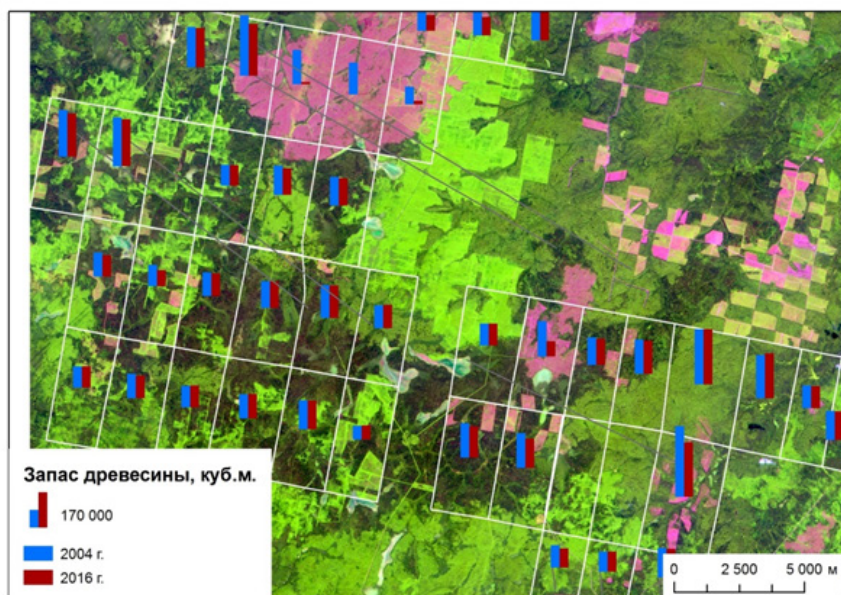 Запас древесины, куб.м.
170 000
2004 г.
2016 г.
0 2 500 5 000 м